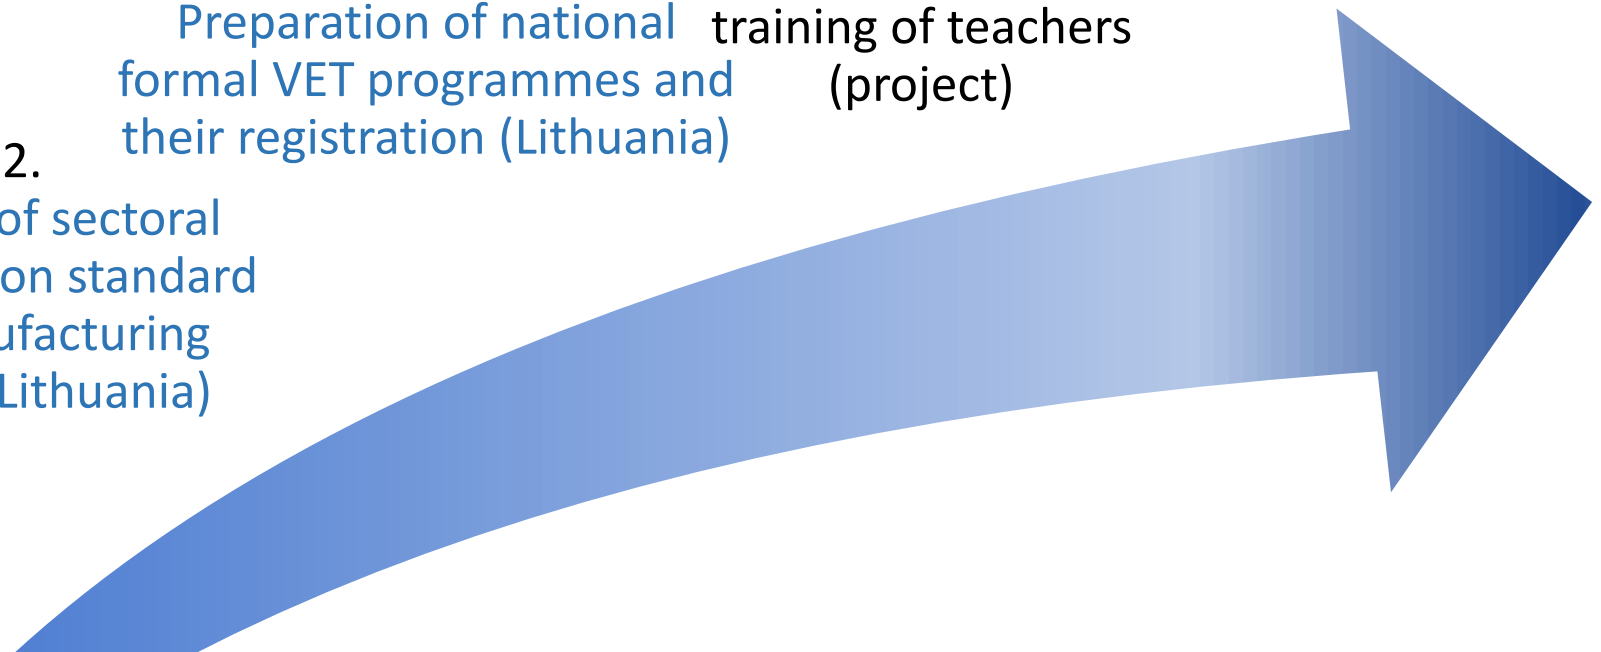 Preparation of national
formal VET programmes and
their registration (Lithuania)
training of teachers
(project)
2.
of sectoral
on standard
ufacturing
Lithuania)